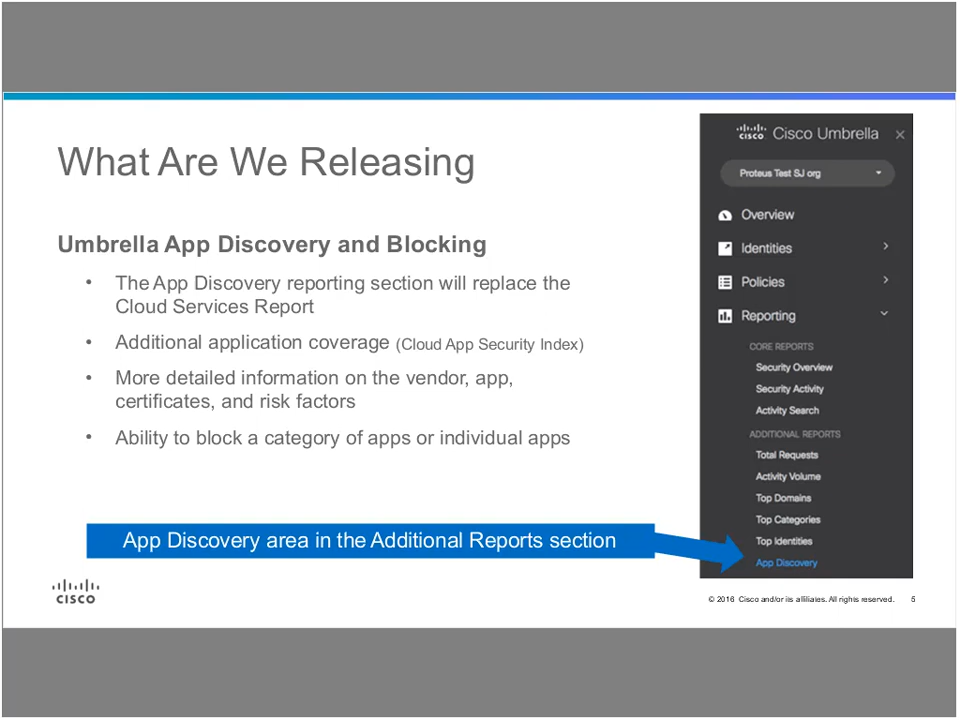 What Are We Releasing
Umbrella App Discovery and Blocking
• The App Discovery reporting section will replace the
Cloud Services Report
• Additional application coverage (Cloud App Security Index)
• More detailed information on the vendor, app,
certificates, and risk factors
• Ability to block a category of apps or individual apps
App Discovery area in the Additional Reports section
CISCO
CISCO Cisco Umbrella ×
Proteus Test SJ org
Overview
Identities
Policies
Reporting
CORE REPORTS
Security Overview
Security Activity
Activity Search
ADDITIONAL REPORTS
Total Requests
Activity Volume
Top Domains
Top Categories
Top Identities
App Discovery
© 2016 Cisco and/or its affiliates. All rights reserved. 5